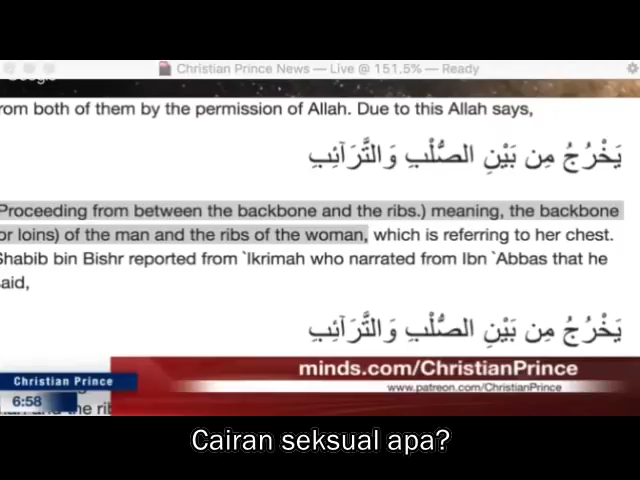 Christian Prince News — Live @ 151.5% — Ready
rom both of them by the permission of Allah. Due to this Allah says,
يَخْرُجُ مِن بَيْنِ الصُّلْبِ وَالتَّرَآئِبِ
Proceeding from between the backbone and the ribs.) meaning, the backbone
or loins) of the man and the ribs of the woman, which is referring to her chest.
Shabib bin Bishr reported from `Ikrimah who narrated from Ibn `Abbas that he
said,
يَخْرُجُ مِن بَيْنِ الصُّلْبِ وَالتَّرَآئِبِ
minds.com/ChristianPrince
www.patreon.com/ChristianPrince
Christian Prince
6:58
Cairan seksual apa?